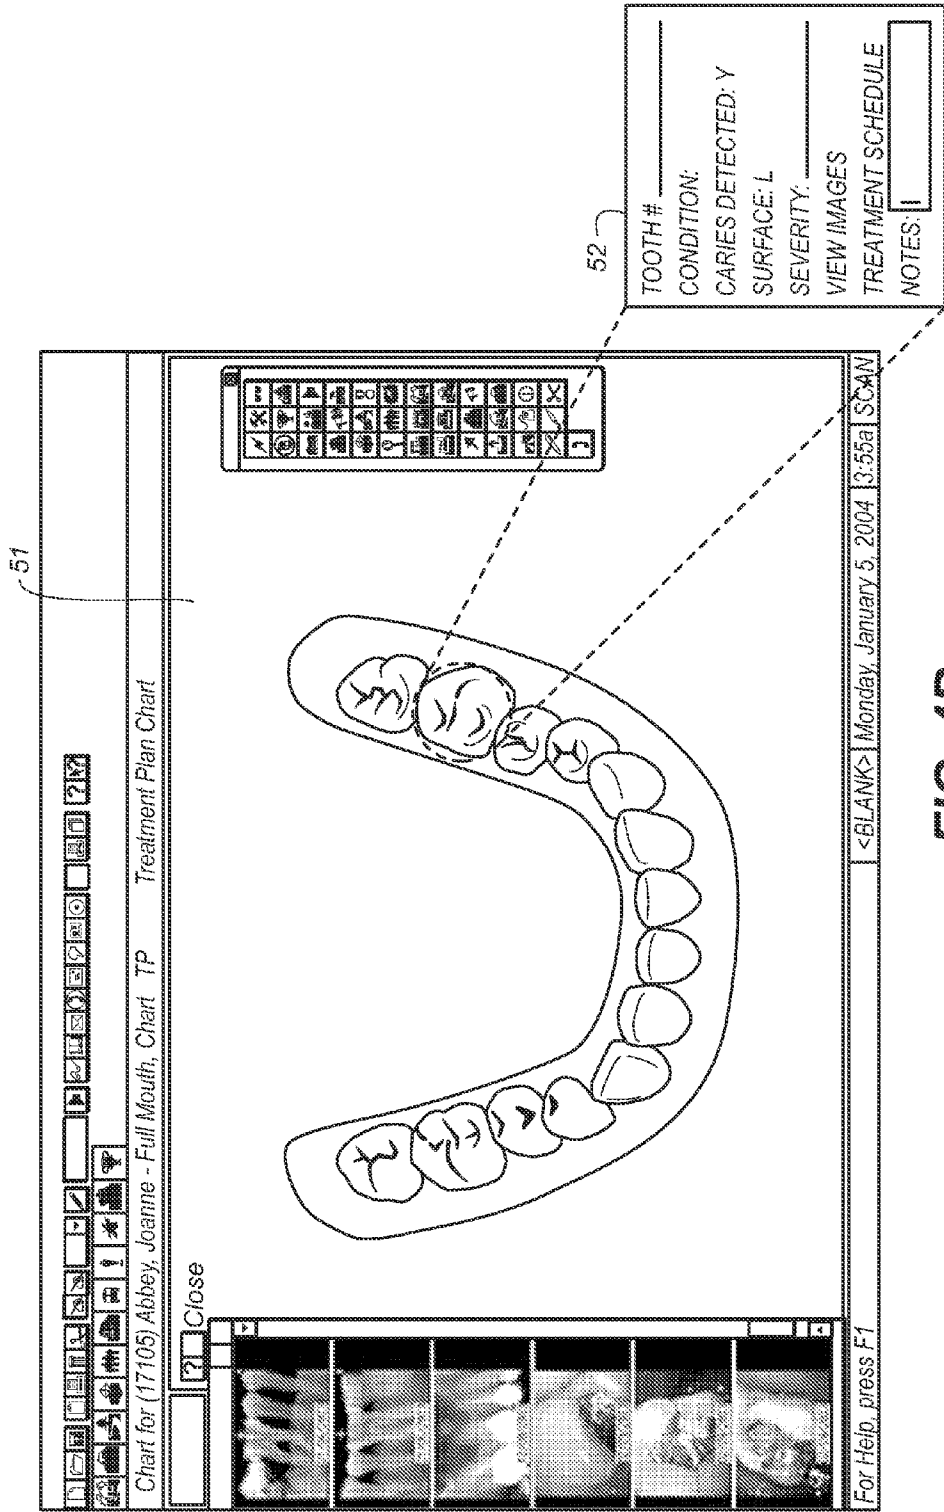 51
?
Chart for (17105) Abbey, Joanne - Full Mouth, Chart TP Treatment Plan Chart
? Close
52
TOOTH #
CONDITION:
CARIES DETECTED: Y
SURFACE: L
SEVERITY:
VIEW IMAGES
TREATMENT SCHEDULE
NOTES:
For Help, press F1
<BLANK> Monday, January 5, 2004 3:55a SCAN